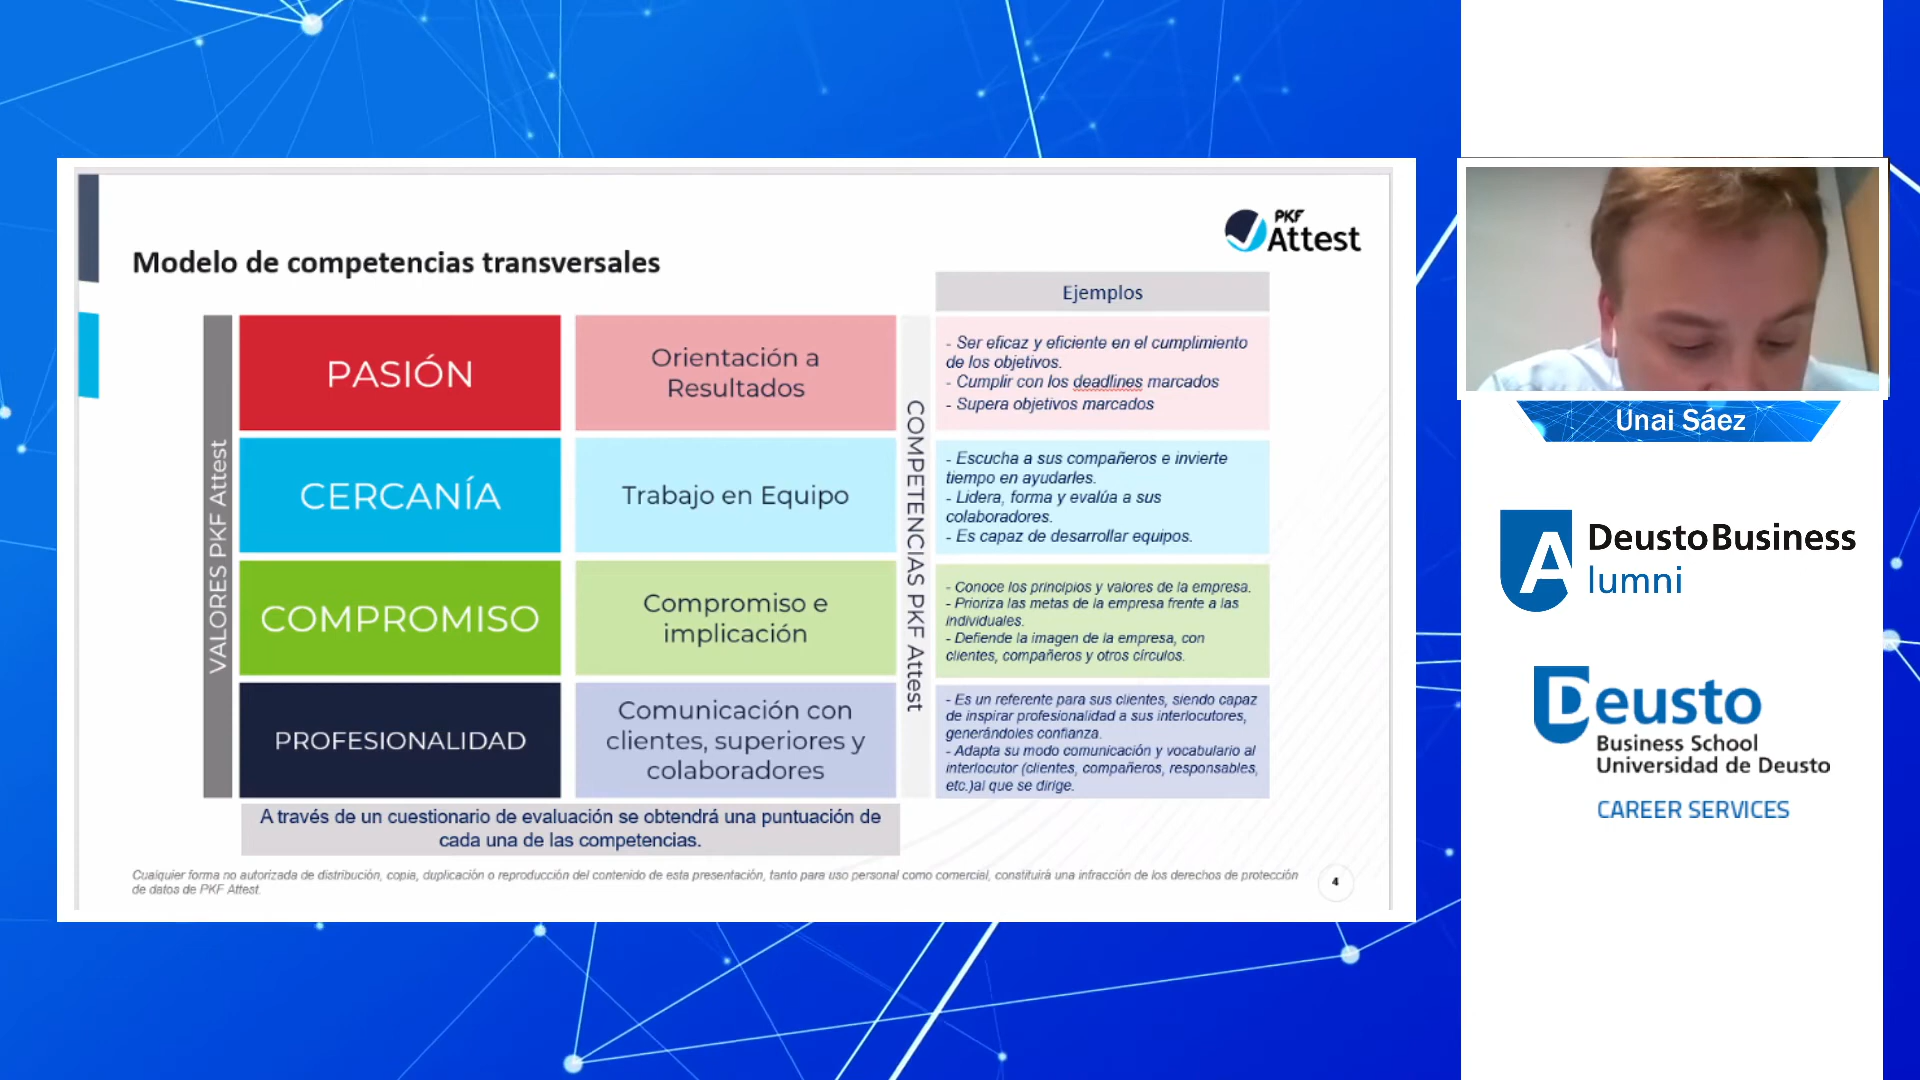 PKF
Attest
Modelo de competencias transversales
Ejemplos
VALORES PKF Attest
PASIÓN
Orientación a
Resultados
COMPETENCIAS PKF Attest
- Ser eficaz y eficiente en el cumplimiento
de los objetivos.
- Cumplir con los deadlines marcados
- Supera objetivos marcados
CERCANÍA
Trabajo en Equipo
- Escucha a sus compañeros e invierte
tiempo en ayudarles.
- Lidera, forma y evalúa a sus
colaboradores.
- Es capaz de desarrollar equipos.
COMPROMISO
Compromiso e
implicación
- Conoce los principios y valores de la empresa.
- Prioriza las metas de la empresa frente a las
individuales.
- Defiende la imagen de la empresa, con
clientes, compañeros y otros círculos.
PROFESIONALIDAD
Comunicación con
clientes, superiores y
colaboradores
- Es un referente para sus clientes, siendo capaz
de inspirar profesionalidad a sus interlocutores,
generándoles confianza.
- Adapta su modo comunicación y vocabulario al
interlocutor (clientes, compañeros, responsables,
etc.)al que se dirige.
A través de un cuestionario de evaluación se obtendrá una puntuación de
cada una de las competencias.
Cualquier forma no autorizada de distribución, copia, duplicación o reproducción del contenido de esta presentación, tanto para uso personal como comercial, constituirá una infracción de los derechos de protección
de datos de PKF Attest.
4
Unai Sáez
DeustoBusiness
Alumni
Deusto
Business School
Universidad de Deusto
CAREER SERVICES